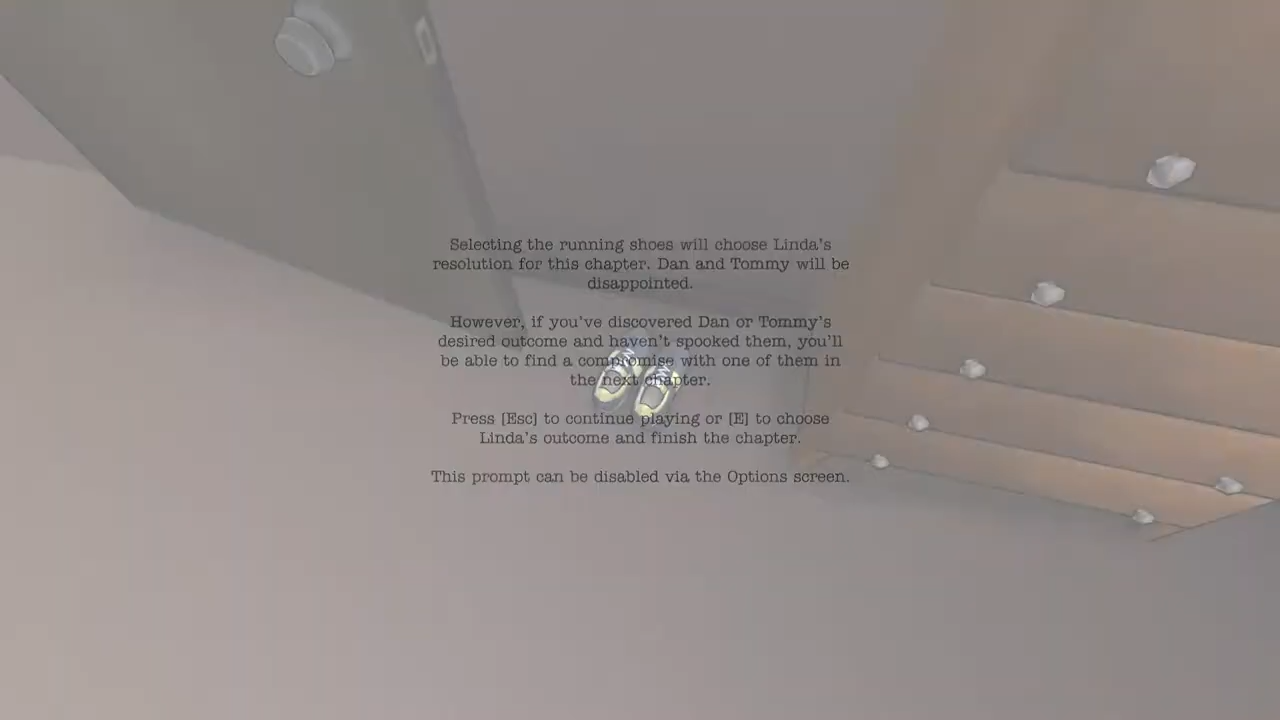 Selecting the running shoes will choose Linda's
resolution for this chapter. Dan and Tommy will be
disappointed.
However, if you've discovered Dan or Tommy's
desired outcome and haven't spooked them, you'll
be able to find a compromise with one of them in
the next chapter.
Press [Esc] to continue playing or [E] to choose
Linda's outcome and finish the chapter.
This prompt can be disabled via the Options screen.